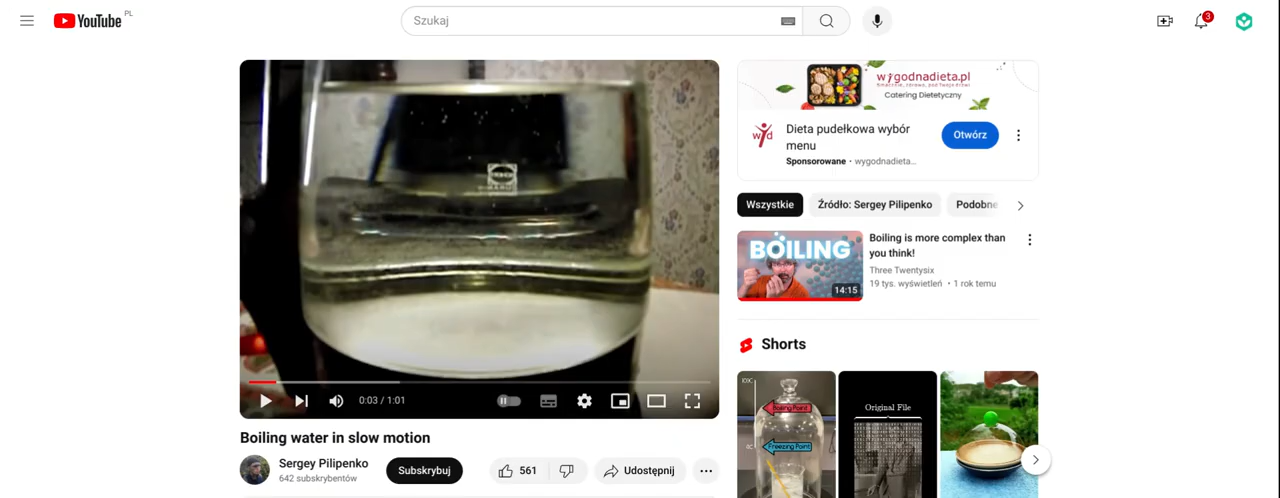 YouTube PL
Szukaj
3
0:03 / 1:01
Boiling water in slow motion
Sergey Pilipenko
642 subskrybentów
Subskrybuj
561
Udostępnij
wygodnadieta.pl
Catering Dietetyczny
Dieta pudełkowa wybór
menu
Sponsorowane · wygodnadieta...
Otwórz
Wszystkie
Źródło: Sergey Pilipenko
Podobne
BOILING
14:15
Boiling is more complex than
you think!
Three Twentysix
19 tys. wyświetleń • 1 rok temu
Shorts
Boiling Point
Freezing Point
Original File